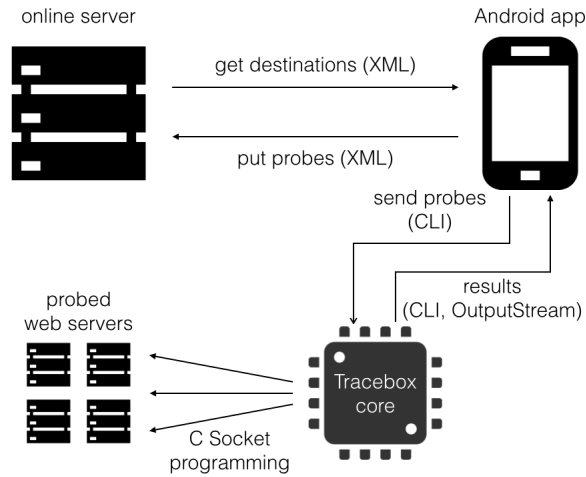 online server
Android app
get destinations (XML)
put probes (XML)
send probes
(CLI)
results
(CLI, OutputStream)
probed
web servers
Tracebox
core
C Socket
programming